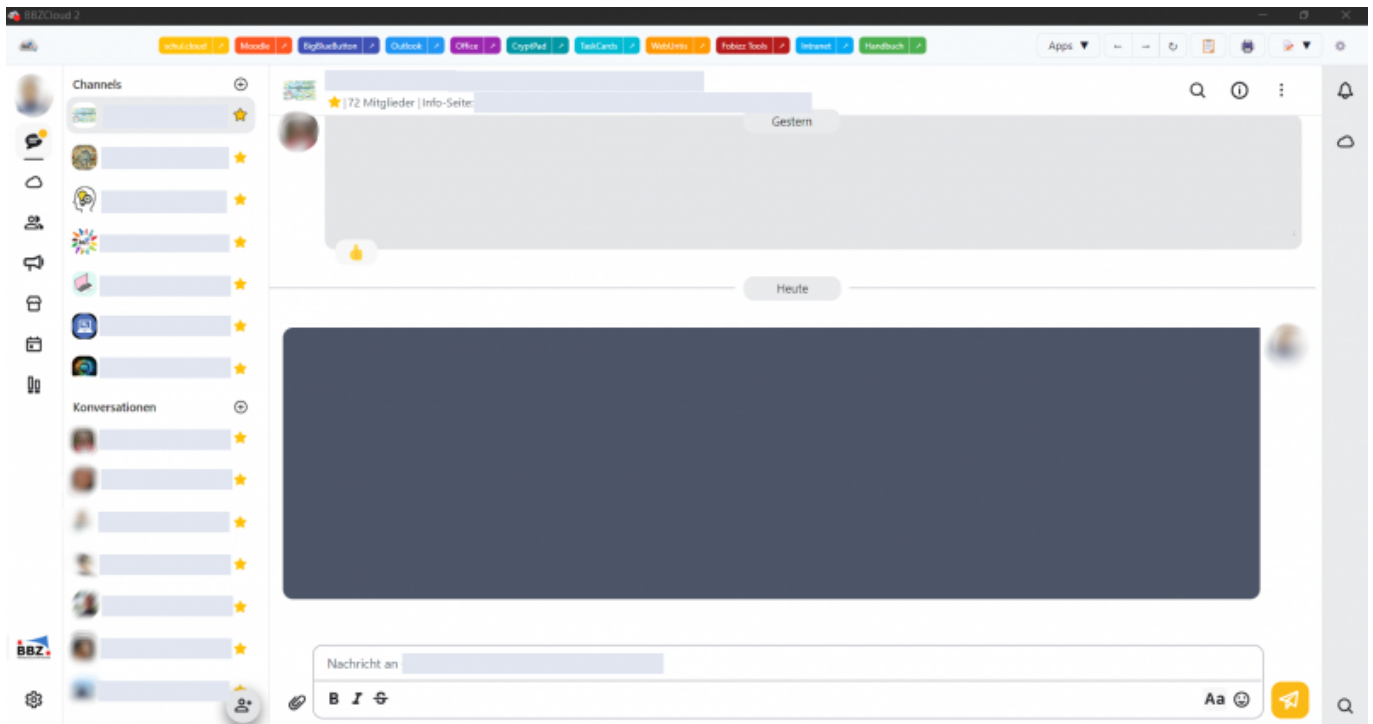 BBZCloud 2
schul.cloud
Moodle
BigBlueButton
Outlook
Office
CryptPad
TaskCards
WebUntis
Fobizz Tools
Intranet
Handbuch
Apps ▼
Channels
| 72 Mitglieder | Info-Seite:
Gestern
Heute
Konversationen
BBZ.
Nachricht an
B I S
Aa